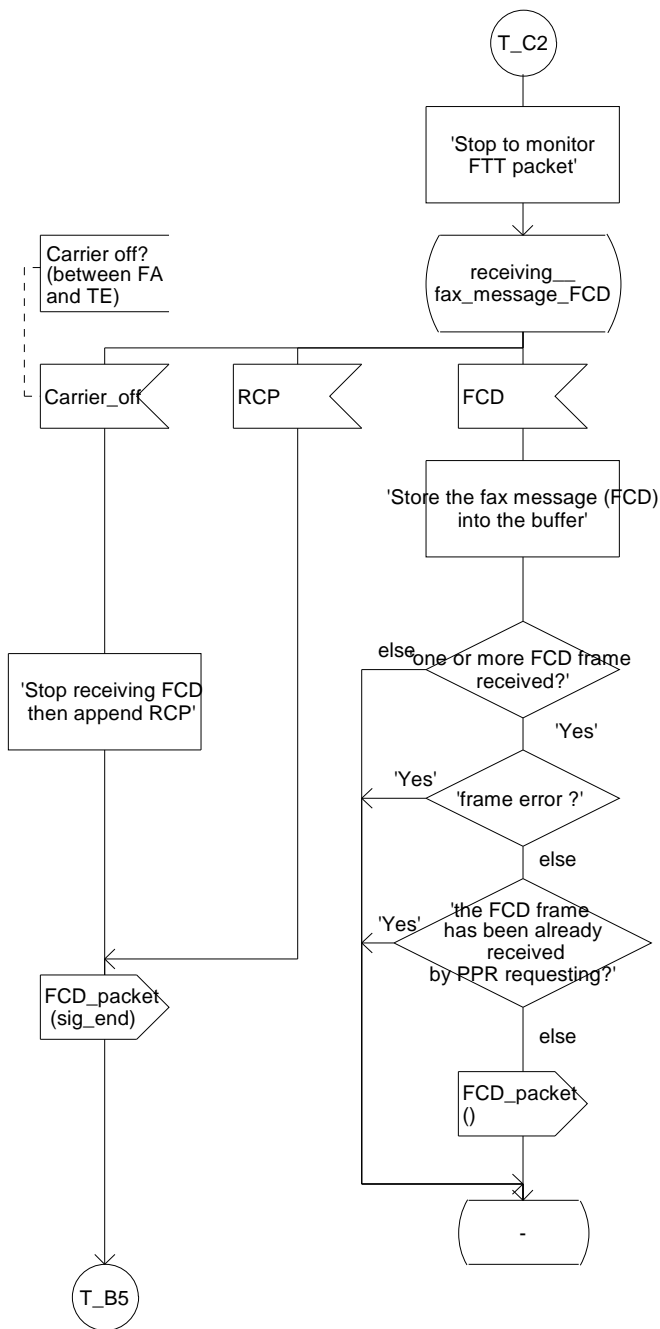 T_C2
'Stop to monitor
FTT packet'
Carrier off?
(between FA
and TE)
receiving__
fax_message_FCD
Carrier_off
RCP
FCD
'Store the fax message (FCD)
into the buffer'
else
'one or more FCD frame
received?'
'Yes'
'Stop receiving FCD
then append RCP'
'Yes'
'frame error ?'
else
'Yes'
'the FCD frame
has been already
received
by PPR requesting?'
else
FCD_packet
(sig_end)
FCD_packet
()
-
T_B5